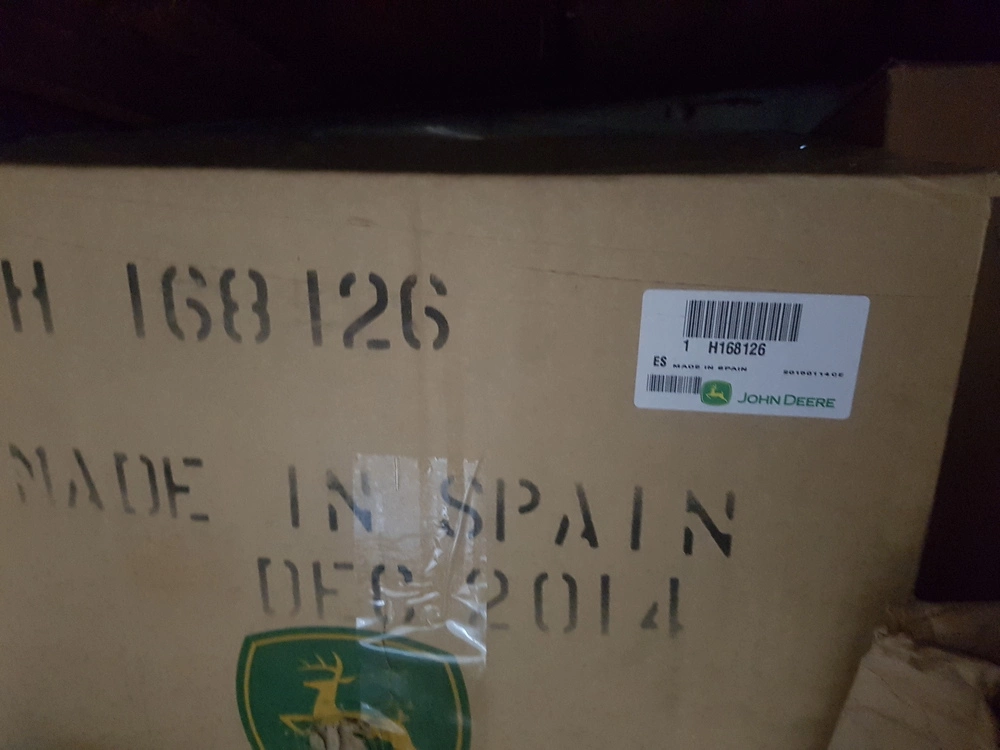 H 168126
1 H168126
ES MADE IN SPAIN
JOHN DEERE
MADE IN SPAIN
DEC 2014